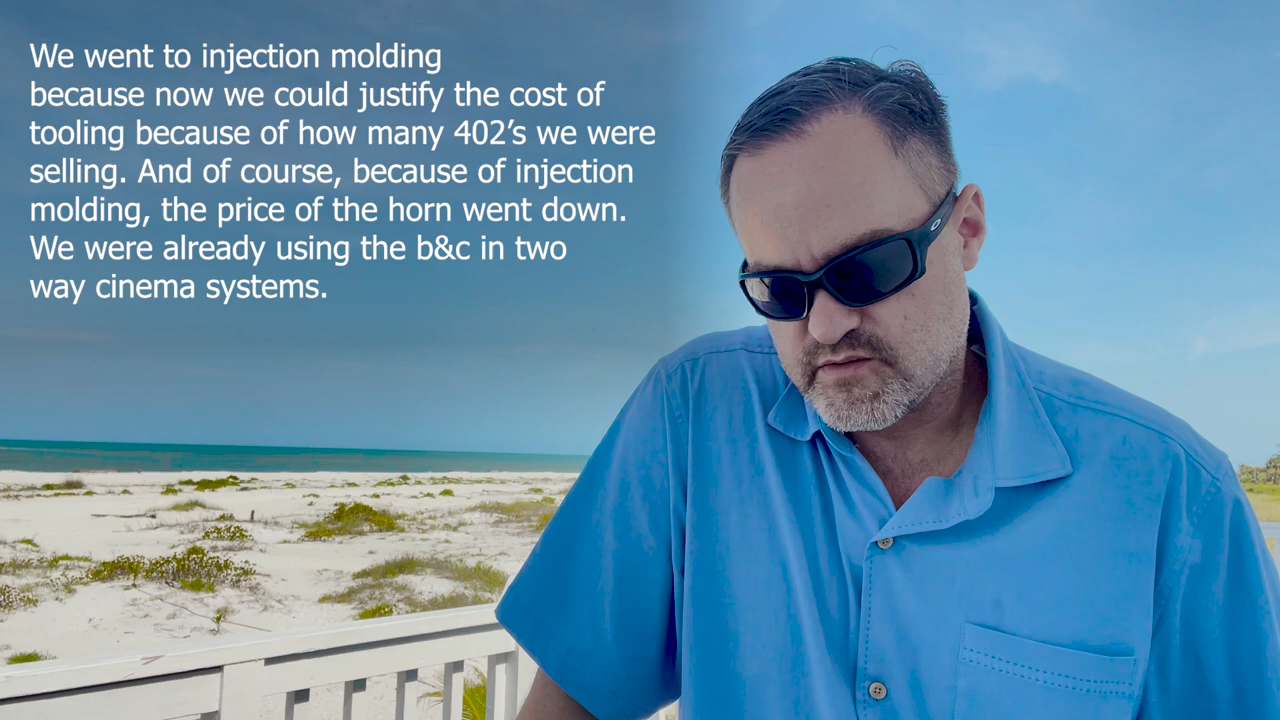 We went to injection molding
because now we could justify the cost of
tooling because of how many 402’s we were
selling. And of course, because of injection
molding, the price of the horn went down.
We were already using the b&c in two
way cinema systems.